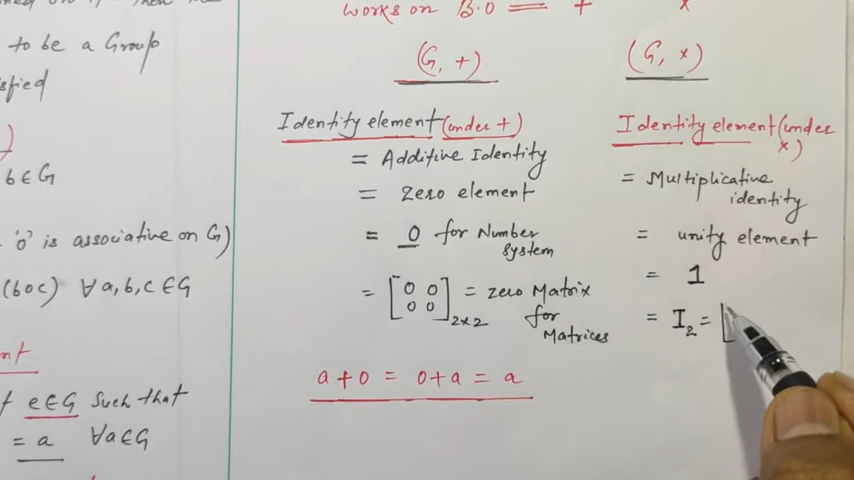 then the
to be a Group
sfied
)
b∈G
'o' is associative on G)
(boc) ∀a,b,c ∈G
nt
f e∈G such that
= a ∀a∈G
works on B.O = + ×
(G, +)
Identity element (under +)
= Additive Identity
= zero element
= 0 for Number
system
= [0 0
0 0]2×2 = zero Matrix
for
Matrices
a+0 = 0+a = a
(G, ×)
Identity element (under
×)
= Multiplicative
identity
= unity element
= 1
= I2 = [